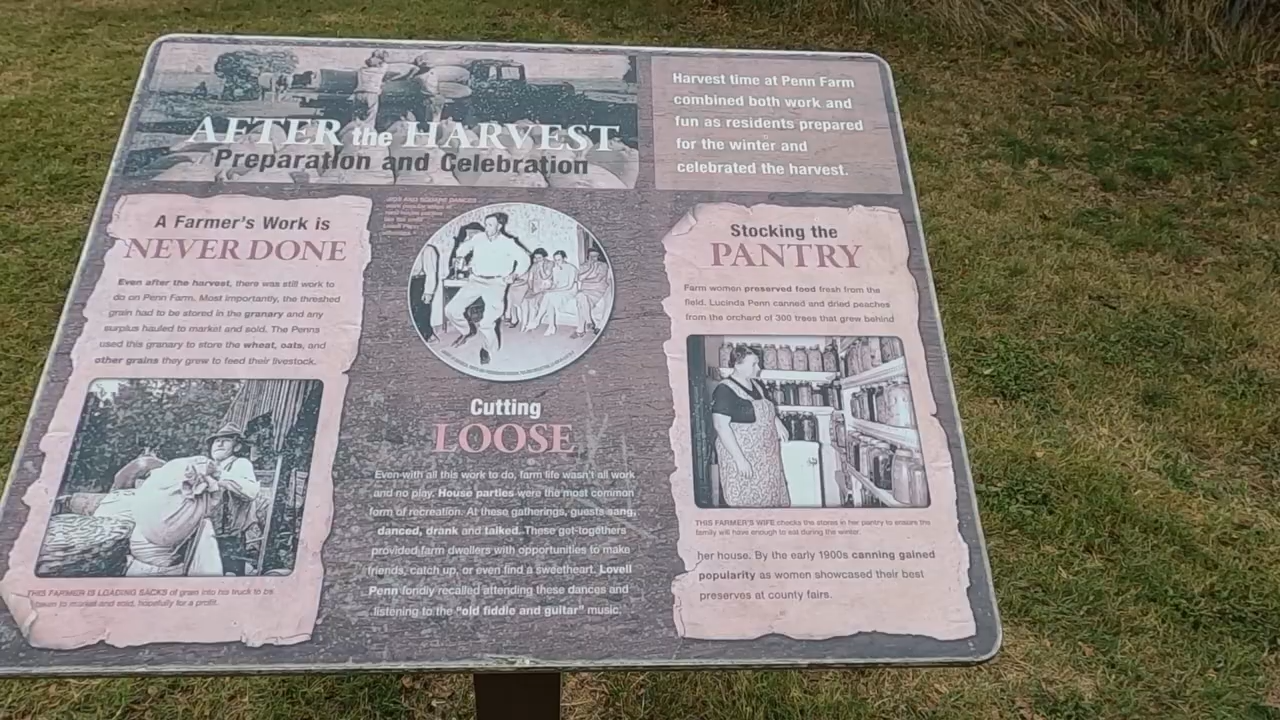 AFTER the HARVEST
Preparation and Celebration
Harvest time at Penn Farm
combined both work and
fun as residents prepared
for the winter and
celebrated the harvest.
A Farmer's Work is
NEVER DONE
Even after the harvest, there was still work to
do on Penn Farm. Most importantly, the threshed
grain had to be stored in the granary and any
surplus hauled to market and sold. The Penns
used this granary to store the wheat, oats, and
other grains they grew to feed their livestock.
THIS FARMER IS LOADING SACKS of grain into his truck to be
taken to market and sold, hopefully for a profit.
AND SQUARE DANCES
Cutting
LOOSE
Even with all this work to do, farm life wasn't all work
and no play. House parties were the most common
form of recreation. At these gatherings, guests sang,
danced, drank and talked. These get-togethers
provided farm dwellers with opportunities to make
friends, catch up, or even find a sweetheart. Lovell
Penn fondly recalled attending these dances and
listening to the "old fiddle and guitar" music.
Stocking the
PANTRY
Farm women preserved food fresh from the
field. Lucinda Penn canned and dried peaches
from the orchard of 300 trees that grew behind
THIS FARMER'S WIFE checks the stores in her pantry to ensure the
family will have enough to eat during the winter.
her house. By the early 1900s canning gained
popularity as women showcased their best
preserves at county fairs.